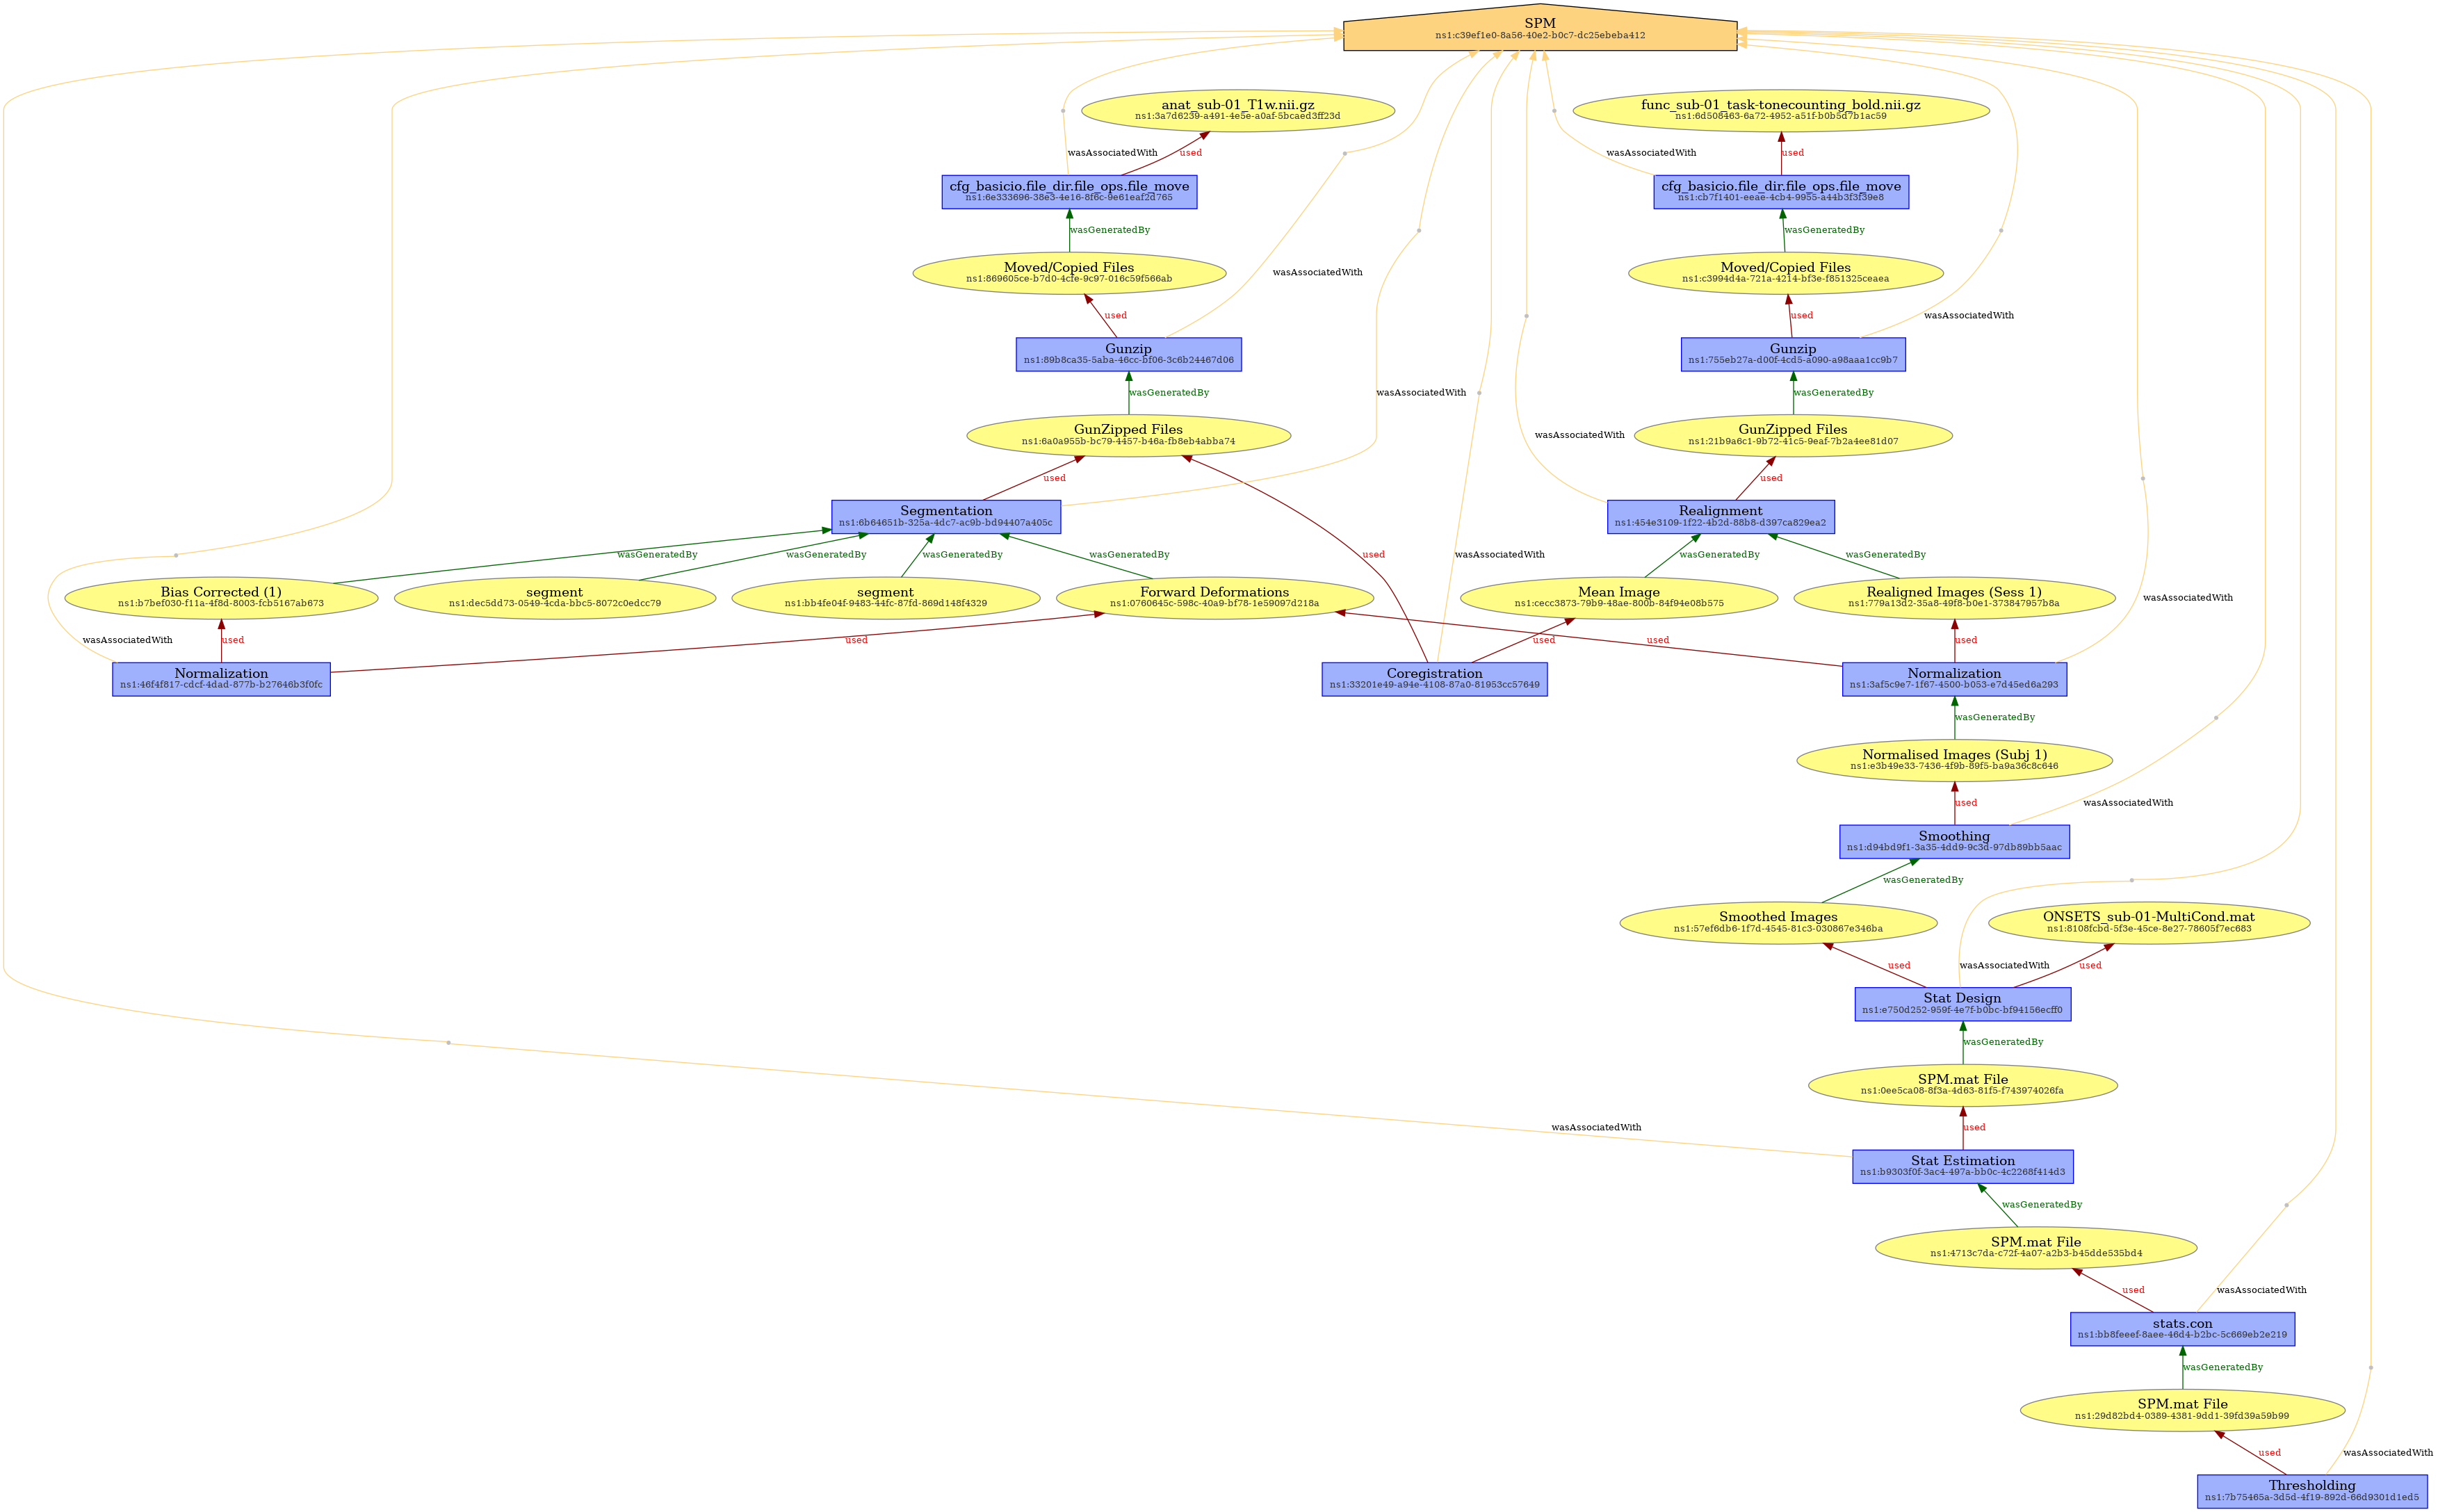 SPM
ns1:c39ef1e0-8a56-40e2-b0c7-dc25ebeba412
anat_sub-01_T1w.nii.gz
ns1:3a7d6239-a491-4e5e-a0af-5bcaed3ff23d
func_sub-01_task-tonecounting_bold.nii.gz
ns1:6d508463-6a72-4952-a51f-b0b5d7b1ac59
wasAssociatedWith
used
wasAssociatedWith
used
cfg_basicio.file_dir.file_ops.file_move
ns1:6e333696-38e3-4e16-8f6c-9e61eaf2d765
cfg_basicio.file_dir.file_ops.file_move
ns1:cb7f1401-eeae-4cb4-9955-a44b3f3f39e8
wasGeneratedBy
wasGeneratedBy
Moved/Copied Files
ns1:869605ce-b7d0-4cfe-9c97-016c59f566ab
wasAssociatedWith
Moved/Copied Files
ns1:c3994d4a-721a-4214-bf3e-f851325ceaea
used
used
wasAssociatedWith
Gunzip
ns1:89b8ca35-5aba-46cc-bf06-3c6b24467d06
Gunzip
ns1:755eb27a-d00f-4cd5-a090-a98aaa1cc9b7
wasGeneratedBy
wasAssociatedWith
wasGeneratedBy
GunZipped Files
ns1:6a0a955b-bc79-4457-b46a-fb8eb4abba74
wasAssociatedWith
GunZipped Files
ns1:21b9a6c1-9b72-41c5-9eaf-7b2a4ee81d07
used
used
Segmentation
ns1:6b64651b-325a-4dc7-ac9b-bd94407a405c
Realignment
ns1:454e3109-1f22-4b2d-88b8-d397ca829ea2
wasGeneratedBy
wasGeneratedBy
wasGeneratedBy
wasGeneratedBy
used
wasAssociatedWith
wasGeneratedBy
wasGeneratedBy
Bias Corrected (1)
ns1:b7bef030-f11a-4f8d-8003-fcb5167ab673
segment
ns1:dec5dd73-0549-4cda-bbc5-8072c0edcc79
segment
ns1:bb4fe04f-9483-44fc-87fd-869d148f4329
Forward Deformations
ns1:0760645c-598c-40a9-bf78-1e59097d218a
Mean Image
ns1:cecc3873-79b9-48ae-800b-84f94e08b575
Realigned Images (Sess 1)
ns1:779a13d2-35a8-49f8-b0e1-373847957b8a
wasAssociatedWith
wasAssociatedWith
used
used
used
used
used
Normalization
ns1:46f4f817-cdcf-4dad-877b-b27646b3f0fc
Coregistration
ns1:33201e49-a94e-4108-87a0-81953cc57649
Normalization
ns1:3af5c9e7-1f67-4500-b053-e7d45ed6a293
wasGeneratedBy
Normalised Images (Subj 1)
ns1:e3b49e33-7436-4f9b-89f5-ba9a36c8c646
used
wasAssociatedWith
Smoothing
ns1:d94bd9f1-3a35-4dd9-9c3d-97db89bb5aac
wasGeneratedBy
Smoothed Images
ns1:57ef6db6-1f7d-4545-81c3-030867e346ba
ONSETS_sub-01-MultiCond.mat
ns1:8108fcbd-5f3e-45ce-8e27-78605f7ec683
used
wasAssociatedWith
used
Stat Design
ns1:e750d252-959f-4e7f-b0bc-bf94156ecff0
wasGeneratedBy
SPM.mat File
ns1:0ee5ca08-8f3a-4d63-81f5-f743974026fa
wasAssociatedWith
used
Stat Estimation
ns1:b9303f0f-3ac4-497a-bb0c-4c2268f414d3
wasGeneratedBy
SPM.mat File
ns1:4713c7da-c72f-4a07-a2b3-b45dde535bd4
used
wasAssociatedWith
stats.con
ns1:bb8feeef-8aee-46d4-b2bc-5c669eb2e219
wasGeneratedBy
SPM.mat File
ns1:29d82bd4-0389-4381-9dd1-39fd39a59b99
used
wasAssociatedWith
Thresholding
ns1:7b75465a-3d5d-4f19-892d-66d9301d1ed5